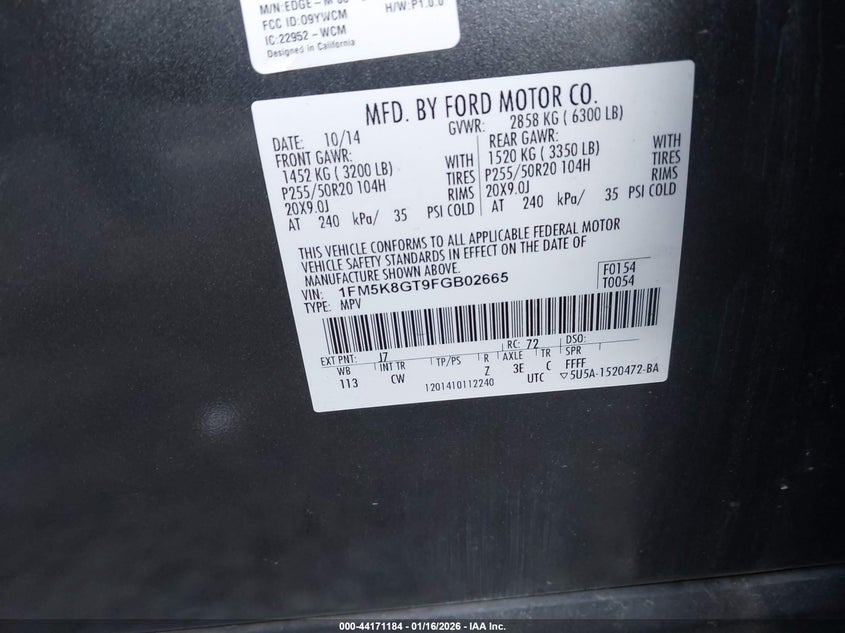 M/N:EDGE-M
FCC ID:O9YWCM H/W:P1.0.0
IC:22952-WCM
Designed in California
MFD. BY FORD MOTOR CO.
DATE: 10/14 GVWR: 2858 KG ( 6300 LB)
FRONT GAWR: REAR GAWR:
1452 KG ( 3200 LB) WITH 1520 KG ( 3350 LB) WITH
P255/50R20 104H TIRES P255/50R20 104H TIRES
20X9.0J RIMS 20X9.0J RIMS
AT 240 kPa/ 35 PSI COLD AT 240 kPa/ 35 PSI COLD
THIS VEHICLE CONFORMS TO ALL APPLICABLE FEDERAL MOTOR
VEHICLE SAFETY STANDARDS IN EFFECT ON THE DATE OF
MANUFACTURE SHOWN ABOVE.
VIN: 1FM5K8GT9FGB02665 F0154
TYPE: MPV T0054
EXT PNT: J7 RC: 72 DSO:
WB INT TR TP/PS R AXLE TR SPR
113 CW Z 3E C FFFF
1201410112240 UTC ▽5U5A-1520472-BA
000-44171184 - 01/16/2026 - IAA Inc.